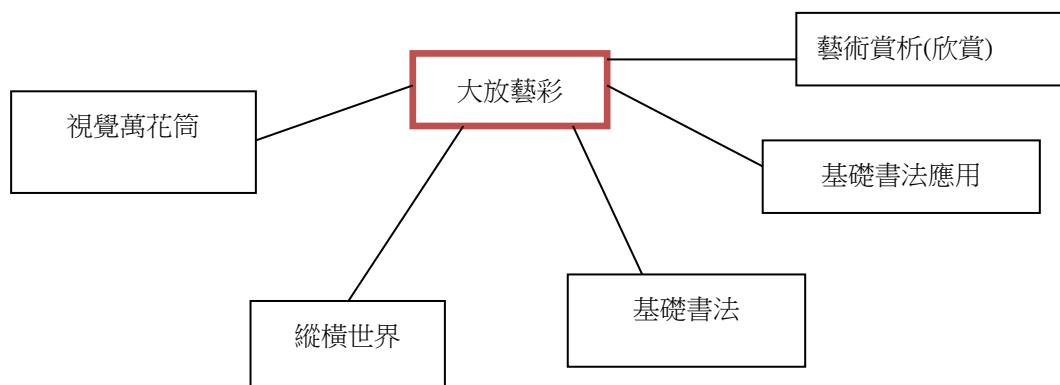 藝術賞析(欣賞)
大放藝彩
視覺萬花筒
基礎書法應用
基礎書法
縱橫世界